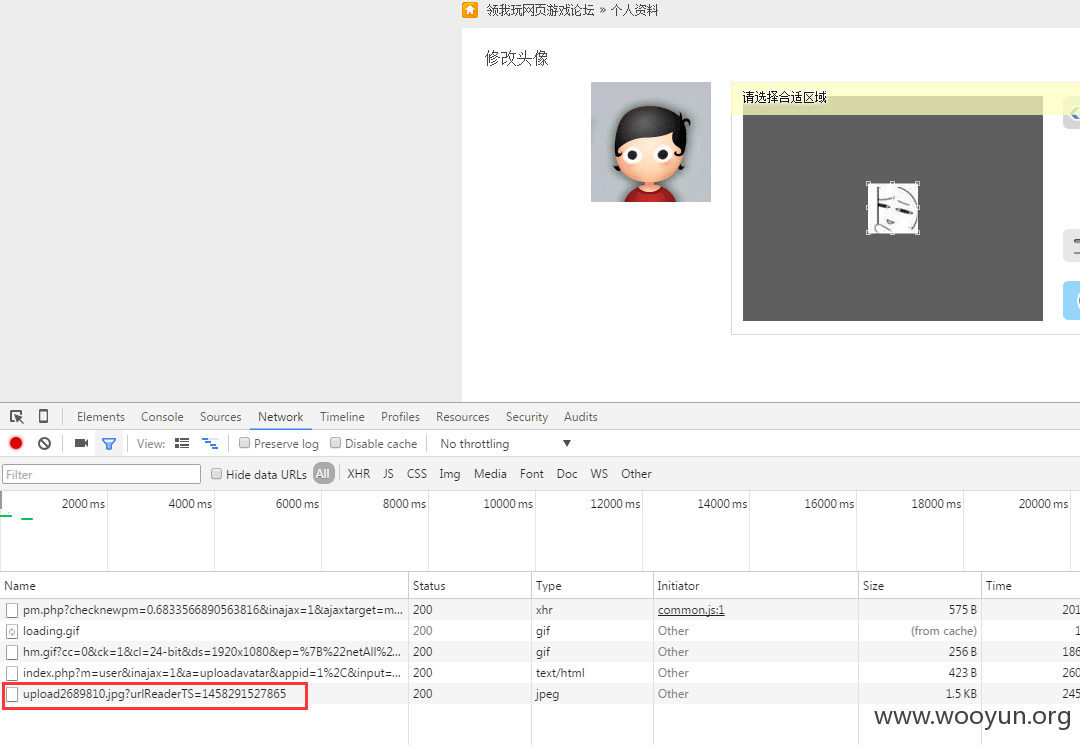 领我玩网页游戏论坛 » 个人资料
修改头像
请选择合适区域
Elements Console Sources Network Timeline Profiles Resources Security Audits
View: Preserve log Disable cache No throttling ▼
Filter Hide data URLs All XHR JS CSS Img Media Font Doc WS Other
2000 ms 4000 ms 6000 ms 8000 ms 10000 ms 12000 ms 14000 ms 16000 ms 18000 ms 20000 ms
Name Status Type Initiator Size Time
pm.php?checknewpm=0.6833566890563816&inajax=1&ajaxtarget=m... 200 xhr common.js:1 575 B 201
loading.gif 200 gif Other (from cache) 1
hm.gif?cc=0&ck=1&cl=24-bit&ds=1920x1080&ep=%7B%22netAll%2... 200 gif Other 256 B 186
index.php?m=user&inajax=1&a=uploadavatar&appid=1%2C&input=... 200 text/html Other 423 B 260
upload2689810.jpg?urlReaderTS=1458291527865 200 jpeg Other 1.5 KB 245
www.wooyun.org